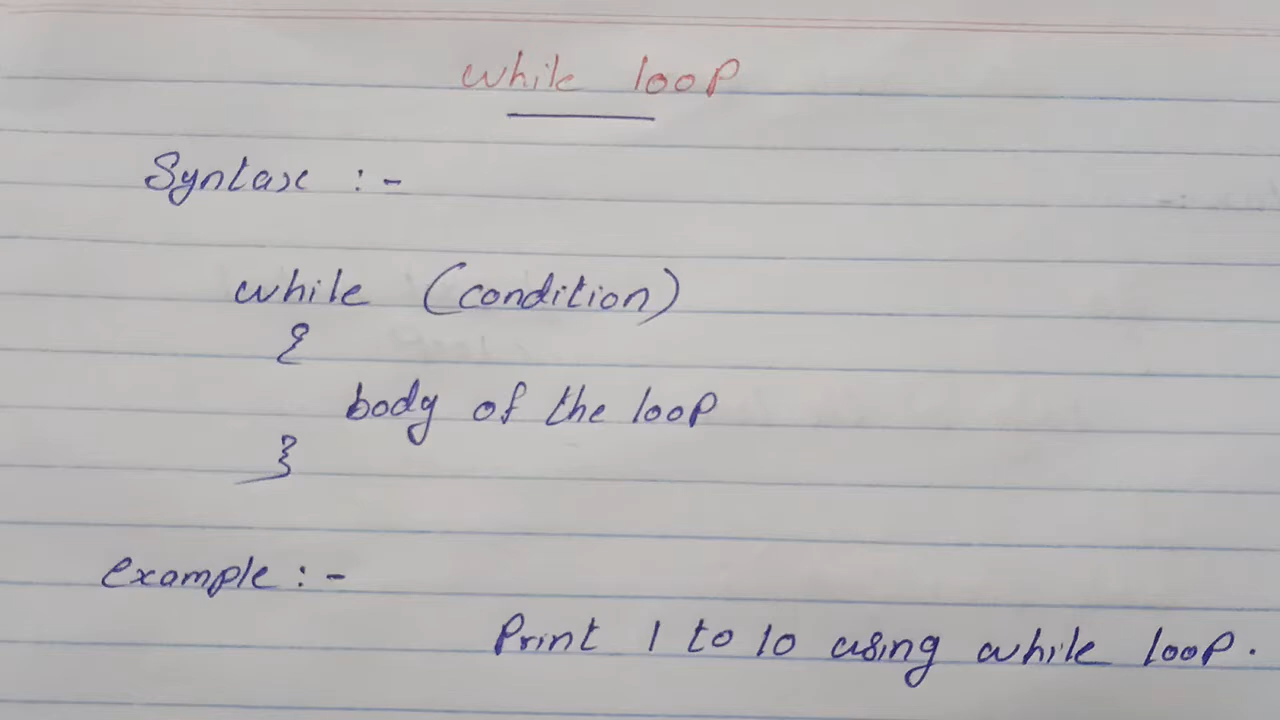 while loop
Syntax :-
while (condition)
{
body of the loop
}
example :-
Print 1 to 10 using while loop.